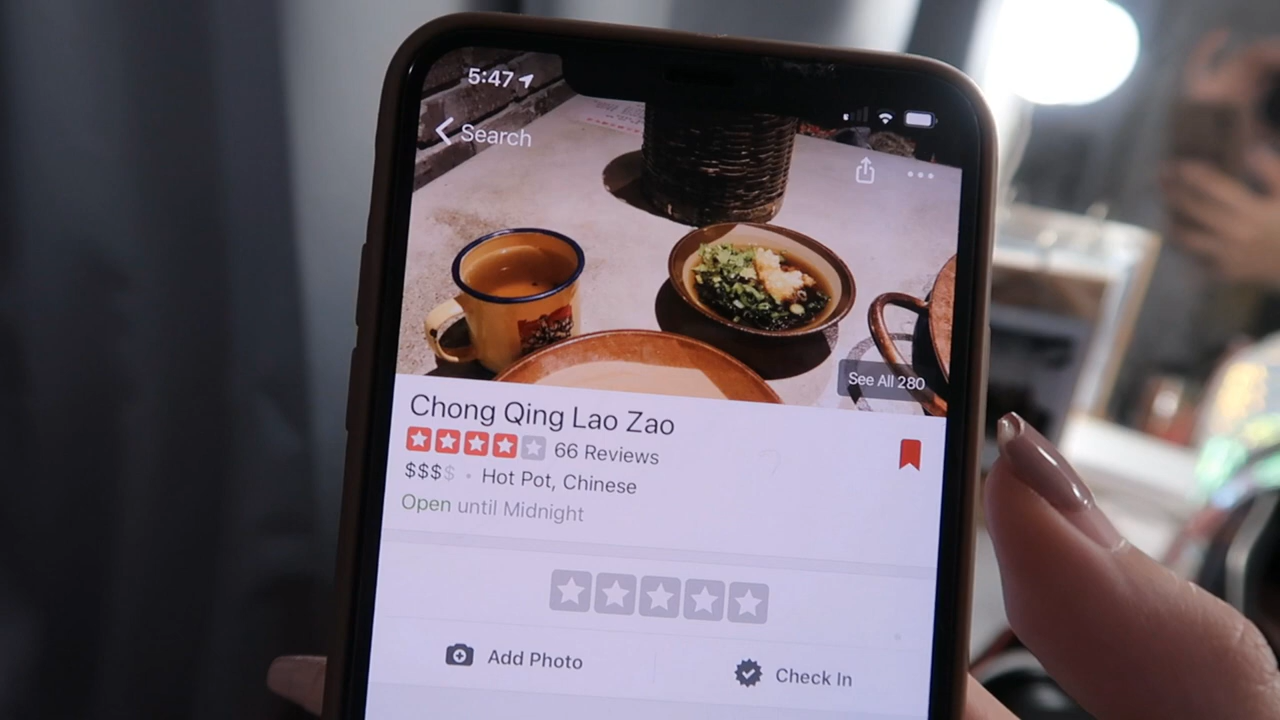 5:47
Search
See All 280
Chong Qing Lao Zao
66 Reviews
$$$$ • Hot Pot, Chinese
Open until Midnight
Add Photo
Check In